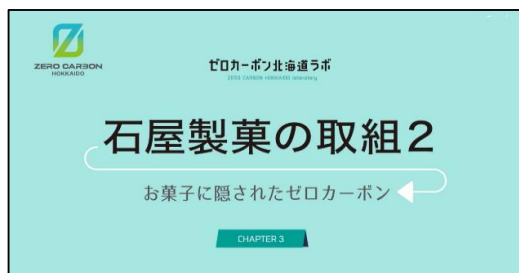 ZERO CARBON
HOKKAIDO
ゼロカーボン北海道ラボ
ZERO CARBON HOKKAIDO laboratory
石屋製菓の取組2
お菓子に隠されたゼロカーボン
CHAPTER 3